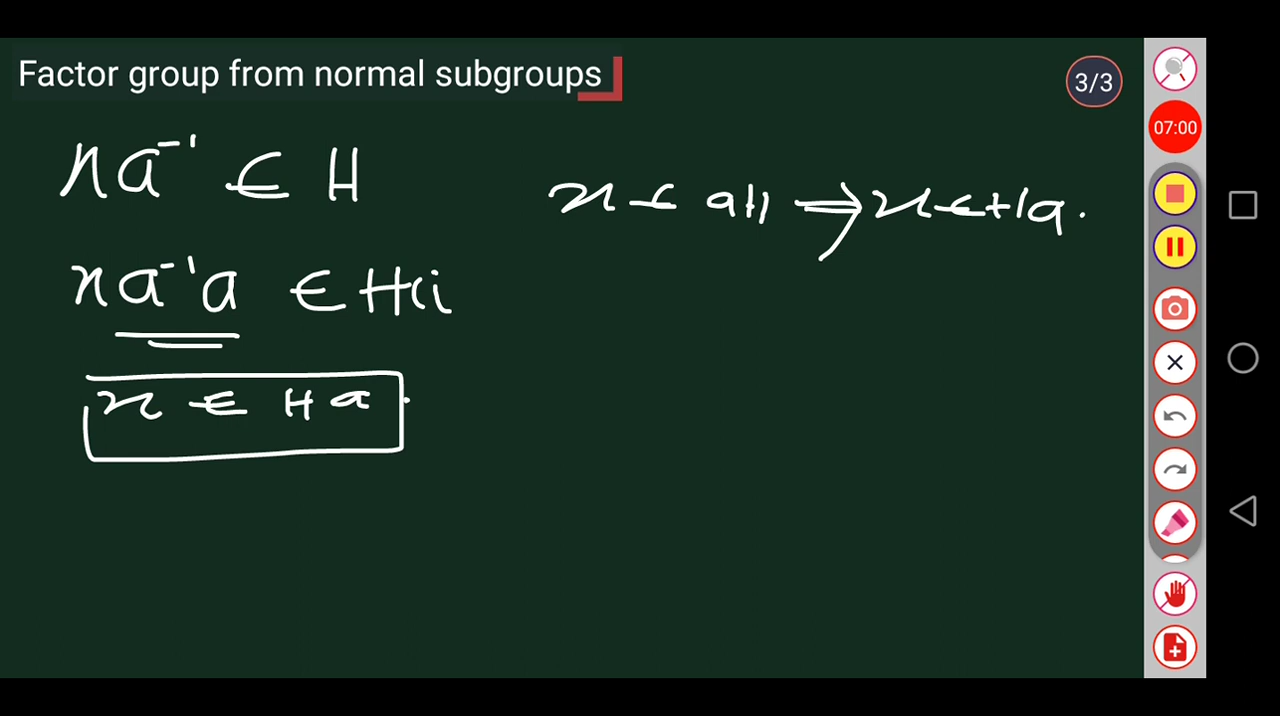 Factor group from normal subgroups
3/3
07:00
xa⁻¹ ∈ H
x ∈ aH ⇒ x ∈ Ha.
xa⁻¹a ∈ Ha
x ∈ Ha.